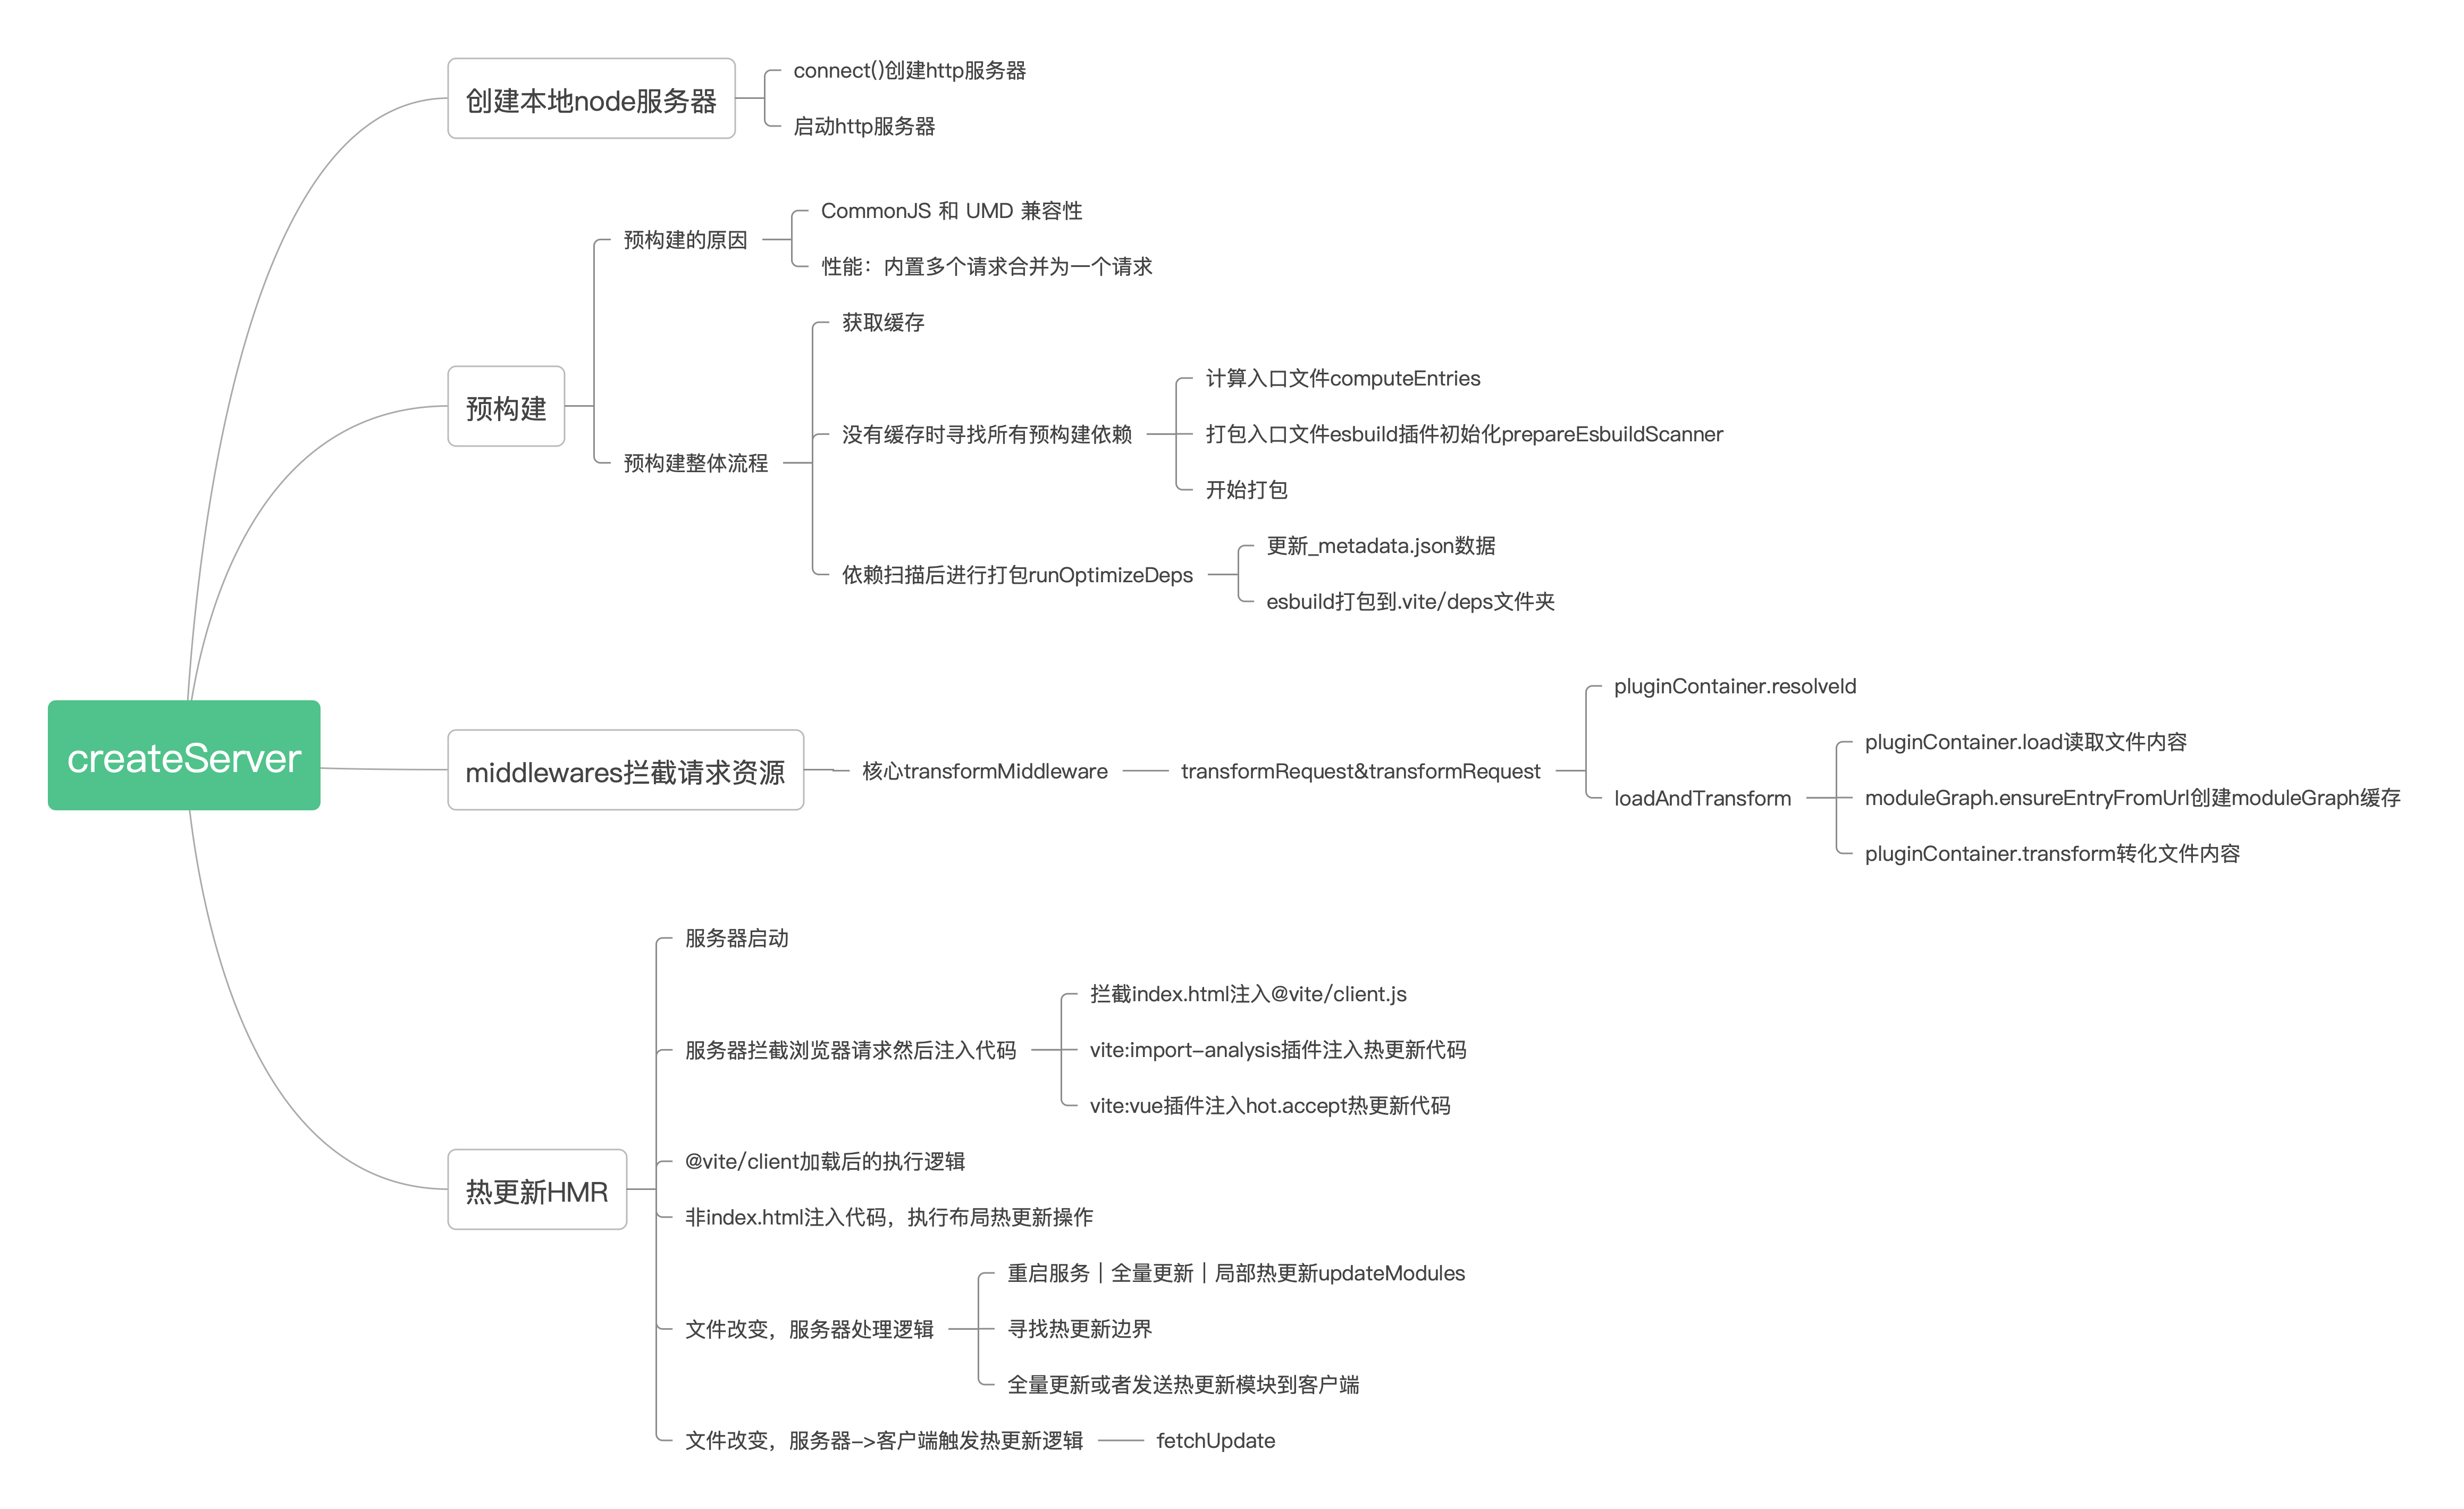 createServer
创建本地node服务器
connect()创建http服务器
启动http服务器
预构建
预构建的原因
CommonJS 和 UMD 兼容性
性能：内置多个请求合并为一个请求
预构建整体流程
获取缓存
没有缓存时寻找所有预构建依赖
计算入口文件computeEntries
打包入口文件esbuild插件初始化prepareEsbuildScanner
开始打包
依赖扫描后进行打包runOptimizeDeps
更新_metadata.json数据
esbuild打包到.vite/deps文件夹
middlewares拦截请求资源
核心transformMiddleware
transformRequest&transformRequest
pluginContainer.resolveId
loadAndTransform
pluginContainer.load读取文件内容
moduleGraph.ensureEntryFromUrl创建moduleGraph缓存
pluginContainer.transform转化文件内容
热更新HMR
服务器启动
服务器拦截浏览器请求然后注入代码
拦截index.html注入@vite/client.js
vite:import-analysis插件注入热更新代码
vite:vue插件注入hot.accept热更新代码
@vite/client加载后的执行逻辑
非index.html注入代码，执行布局热更新操作
文件改变，服务器处理逻辑
重启服务｜全量更新｜局部热更新updateModules
寻找热更新边界
全量更新或者发送热更新模块到客户端
文件改变，服务器->客户端触发热更新逻辑
fetchUpdate